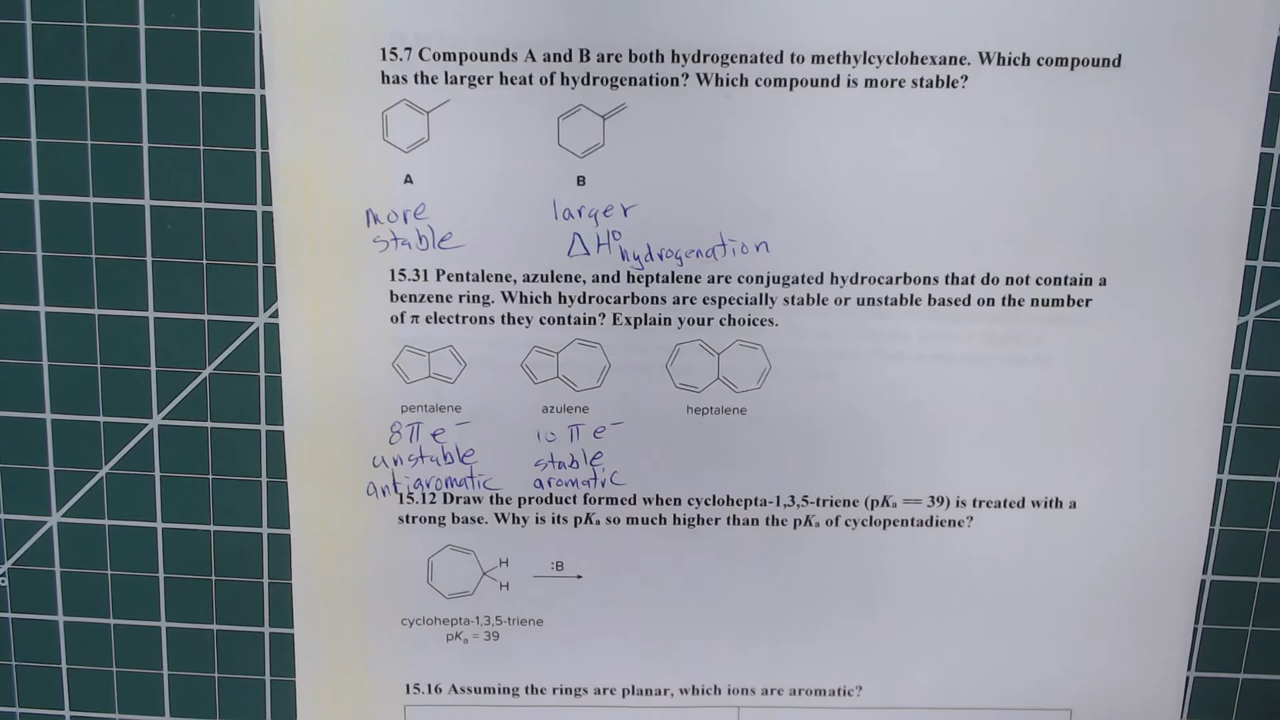 15.7 Compounds A and B are both hydrogenated to methylcyclohexane. Which compound
has the larger heat of hydrogenation? Which compound is more stable?
A B
more larger
stable ΔH° hydrogenation
15.31 Pentalene, azulene, and heptalene are conjugated hydrocarbons that do not contain a
benzene ring. Which hydrocarbons are especially stable or unstable based on the number
of π electrons they contain? Explain your choices.
pentalene azulene heptalene
8π e⁻ 10 π e⁻
unstable stable
antiaromatic aromatic
15.12 Draw the product formed when cyclohepta-1,3,5-triene (pKₐ == 39) is treated with a
strong base. Why is its pKₐ so much higher than the pKₐ of cyclopentadiene?
H
:B
H
cyclohepta-1,3,5-triene
pKₐ = 39
15.16 Assuming the rings are planar, which ions are aromatic?